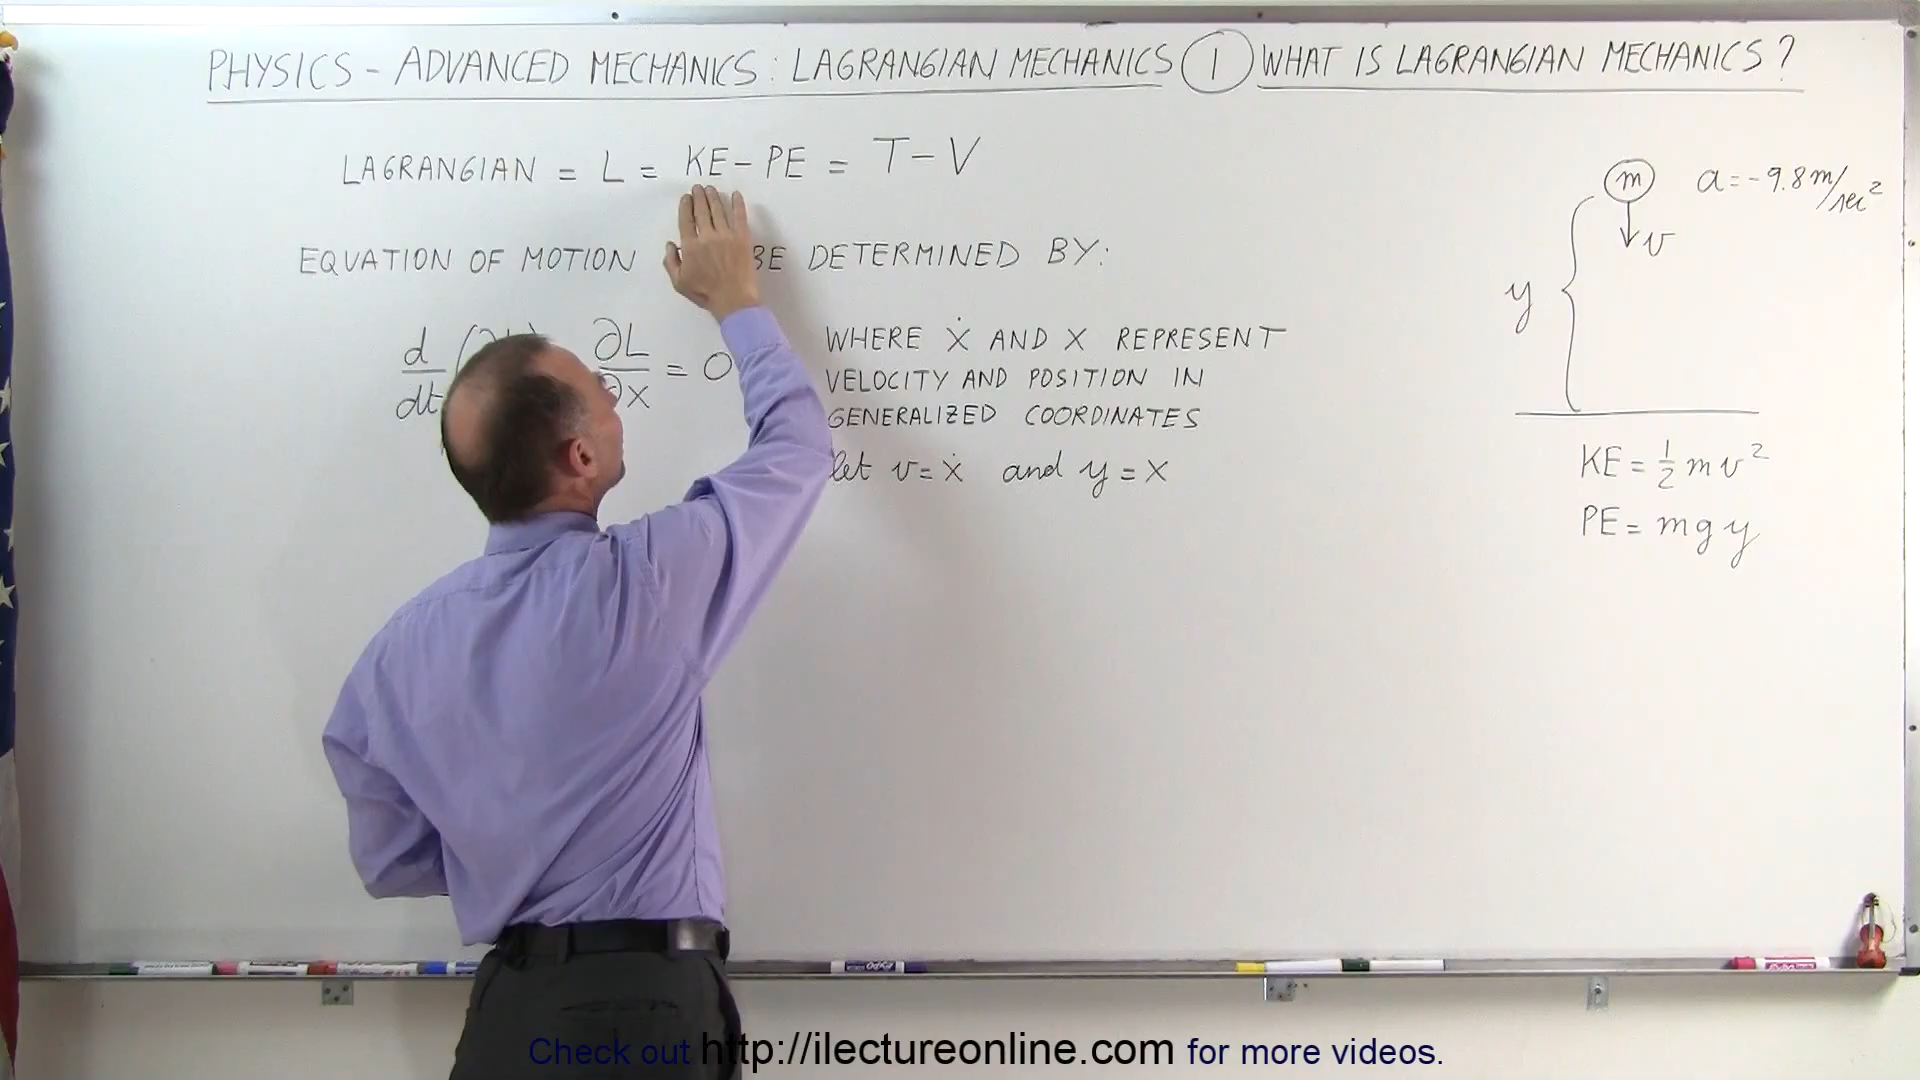 PHYSICS - ADVANCED MECHANICS: LAGRANGIAN MECHANICS ① WHAT IS LAGRANGIAN MECHANICS?
LAGRANGIAN = L = KE - PE = T - V
EQUATION OF MOTION BE DETERMINED BY:
d/dt ( ∂L/∂x = 0
WHERE ẋ AND x REPRESENT
VELOCITY AND POSITION IN
GENERALIZED COORDINATES
let v = ẋ and y = x
m a = -9.8 m/sec²
v
y
KE = ½ m v²
PE = m g y
EXPO
Check out http://ilectureonline.com for more videos.